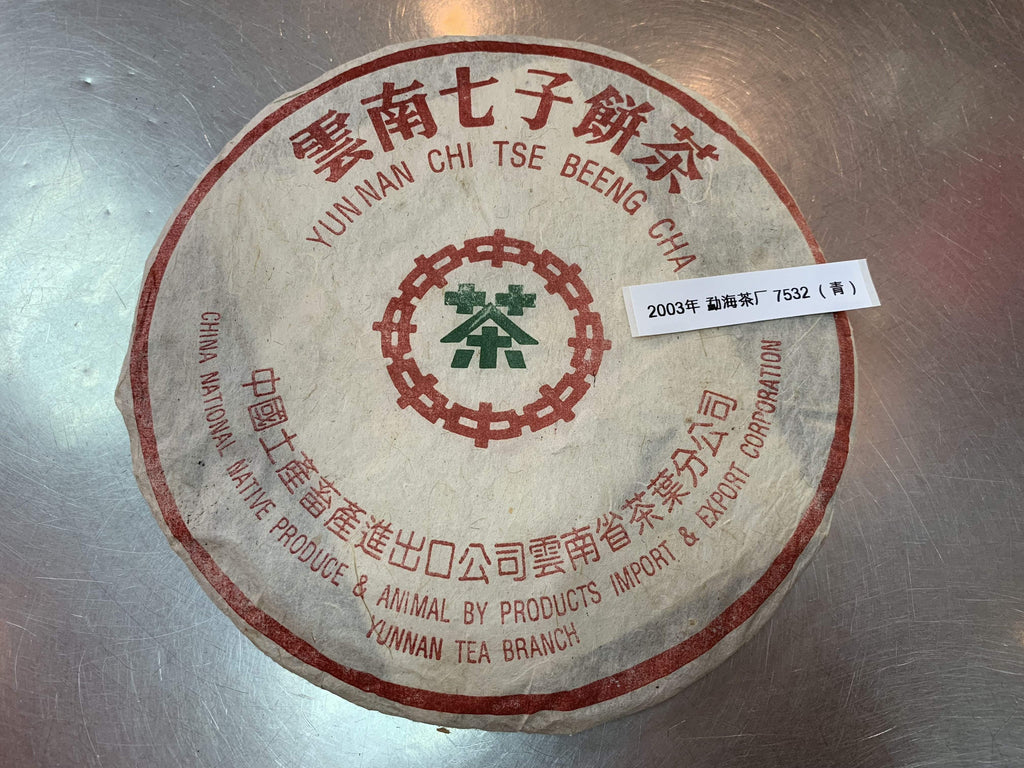 雲南七子餅茶
YUNNAN CHI TSE BEENG CHA
茶
2003年 勐海茶厂 7532（青）
中國土產畜產進出口公司雲南省茶葉分公司
CHINA NATIONAL NATIVE PRODUCE & ANIMAL BY PRODUCTS IMPORT & EXPORT CORPORATION
YUNNAN TEA BRANCH